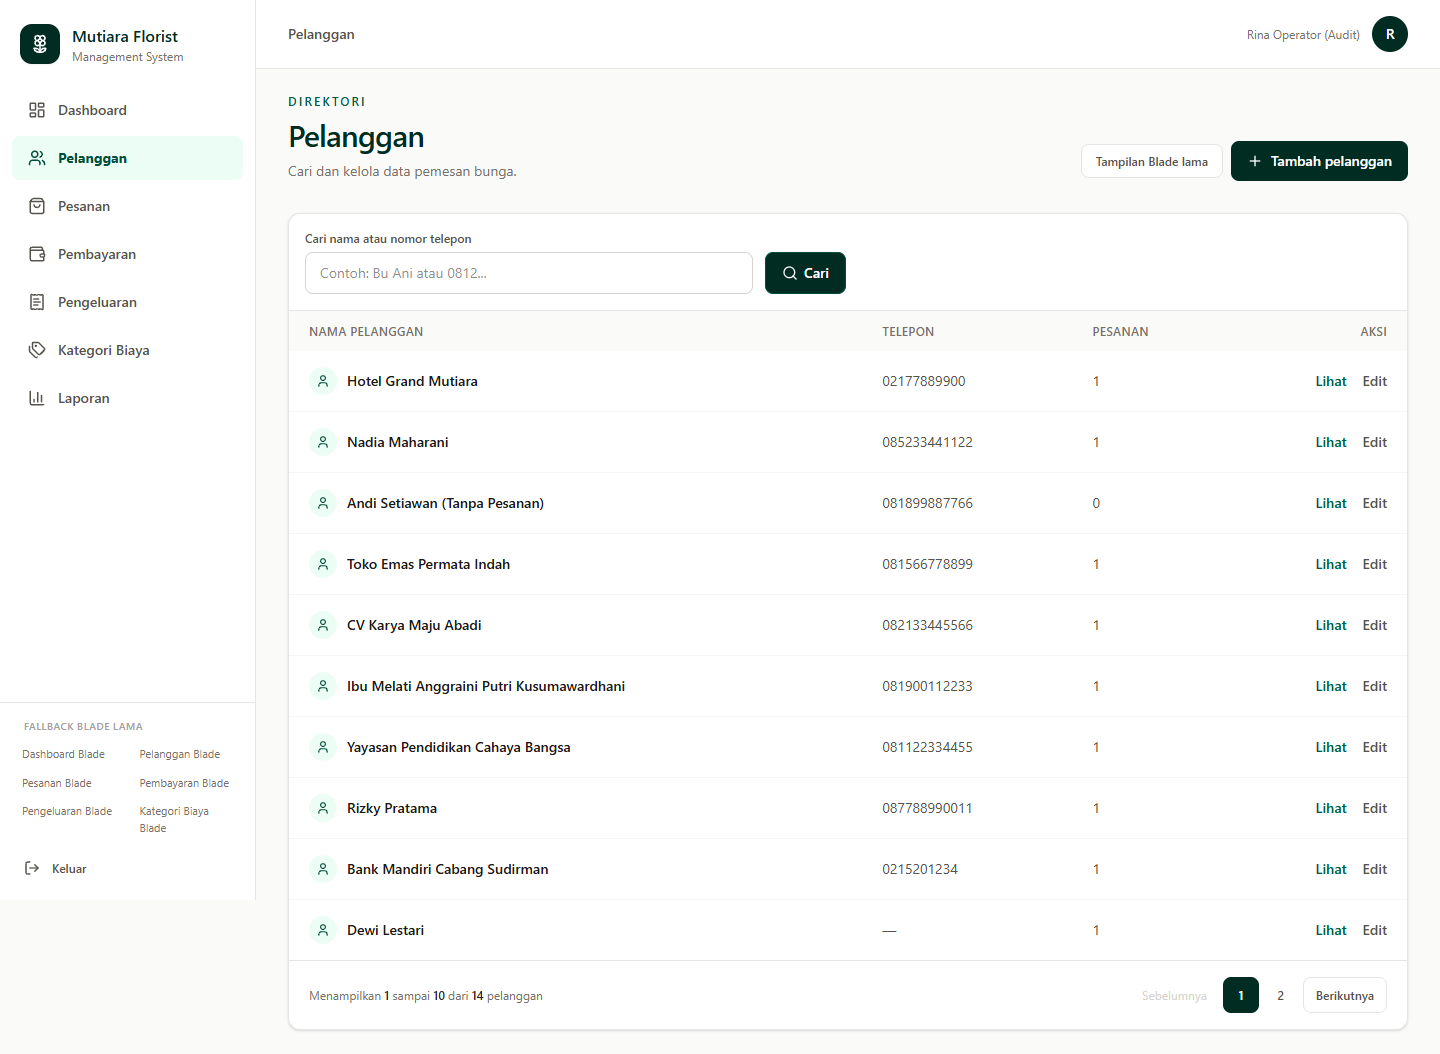 Mutiara Florist
Management System
Dashboard
Pelanggan
Pesanan
Pembayaran
Pengeluaran
Kategori Biaya
Laporan
FALLBACK BLADE LAMA
Dashboard Blade
Pelanggan Blade
Pesanan Blade
Pembayaran Blade
Pengeluaran Blade
Kategori Biaya
Blade
Keluar
Pelanggan
Rina Operator (Audit)
R
DIREKTORI
Pelanggan
Cari dan kelola data pemesan bunga.
Tampilan Blade lama
Tambah pelanggan
Cari nama atau nomor telepon
Contoh: Bu Ani atau 0812...
Cari
NAMA PELANGGAN TELEPON PESANAN AKSI
Hotel Grand Mutiara 02177889900 1 Lihat Edit
Nadia Maharani 085233441122 1 Lihat Edit
Andi Setiawan (Tanpa Pesanan) 081899887766 0 Lihat Edit
Toko Emas Permata Indah 081566778899 1 Lihat Edit
CV Karya Maju Abadi 082133445566 1 Lihat Edit
Ibu Melati Anggraini Putri Kusumawardhani 081900112233 1 Lihat Edit
Yayasan Pendidikan Cahaya Bangsa 081122334455 1 Lihat Edit
Rizky Pratama 087788990011 1 Lihat Edit
Bank Mandiri Cabang Sudirman 0215201234 1 Lihat Edit
Dewi Lestari — 1 Lihat Edit
Menampilkan 1 sampai 10 dari 14 pelanggan
Sebelumnya 1 2 Berikutnya